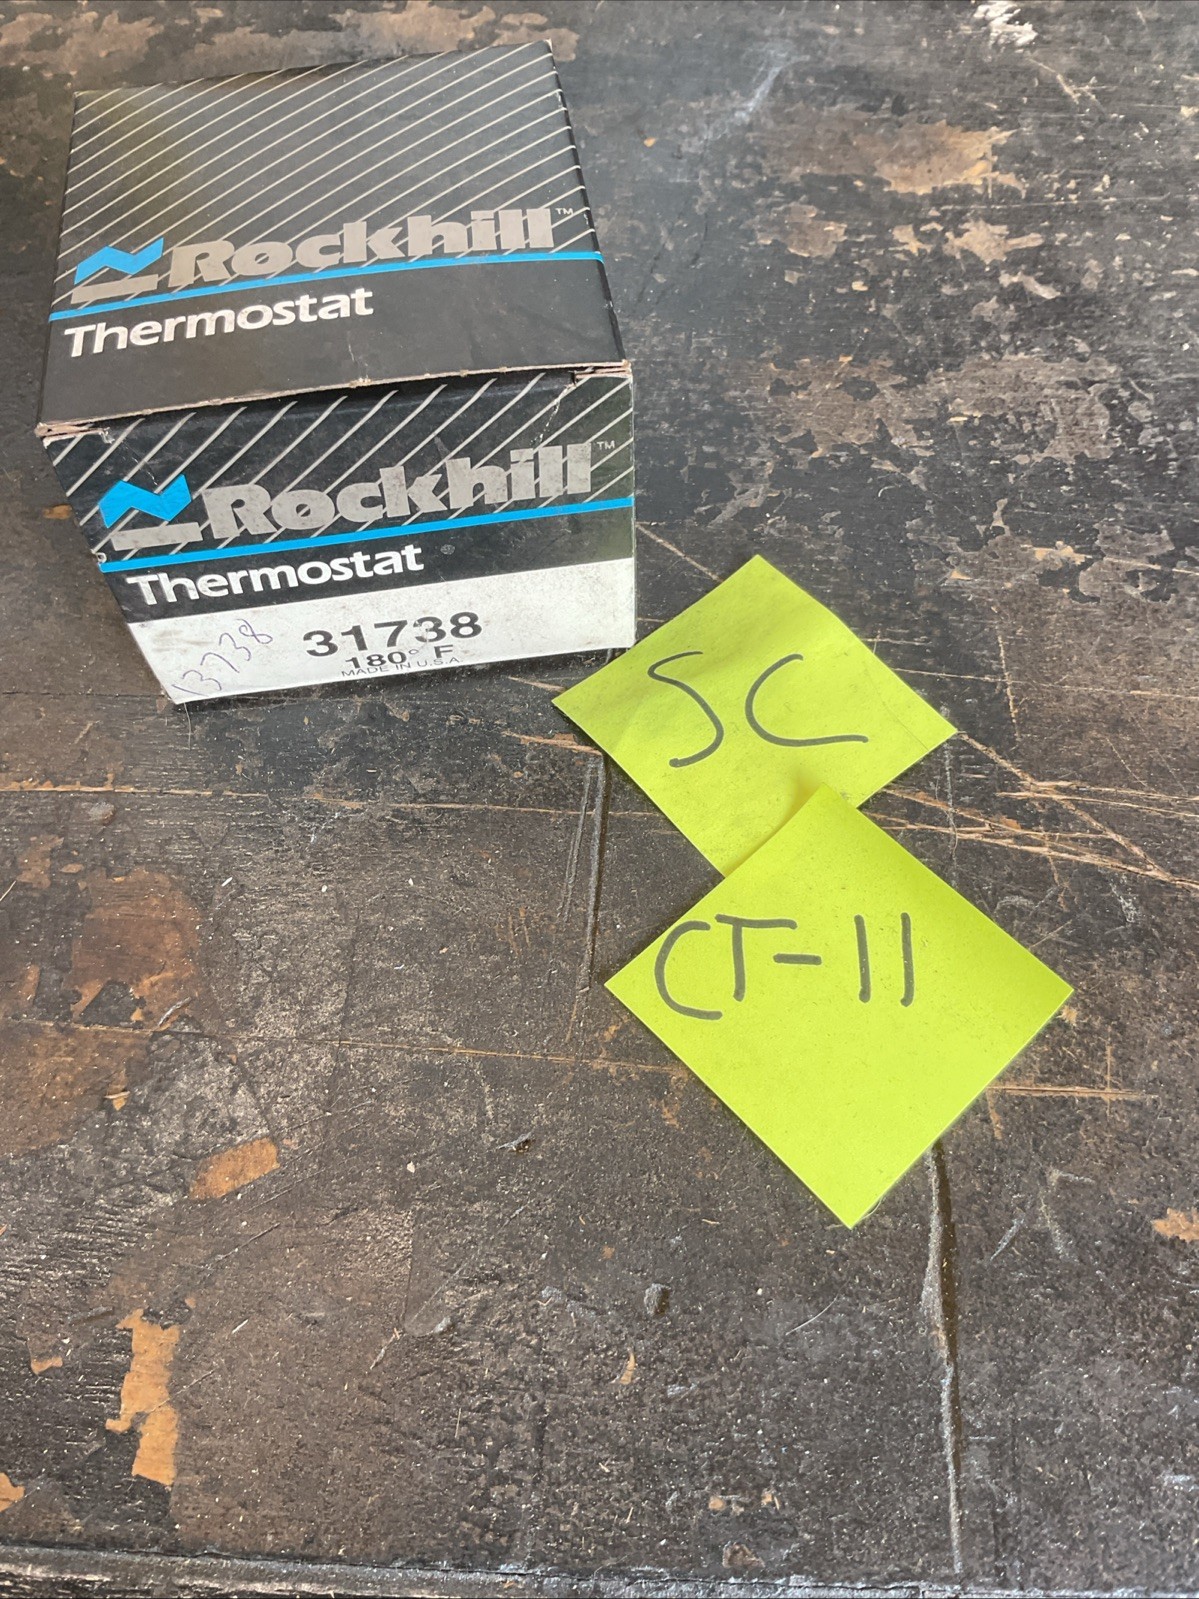 Rockhill™
Thermostat
Rockhill™
Thermostat
31738
180° F
MADE IN U.S.A.
13738
SC
CT-11